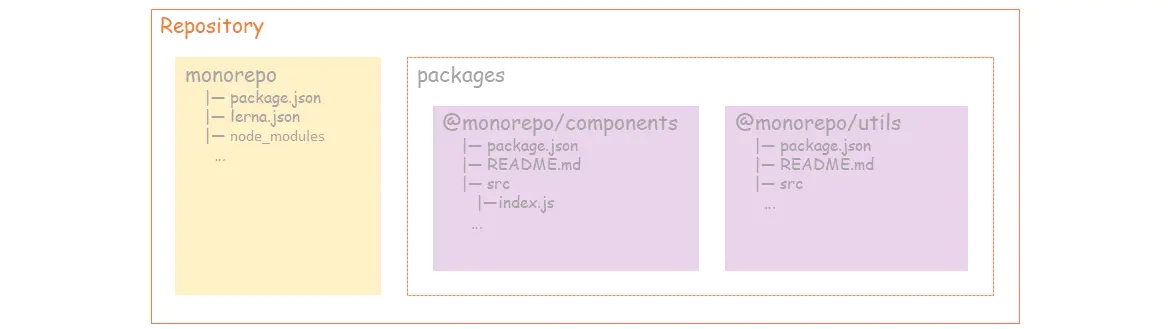 Repository
monorepo
|— package.json
|— lerna.json
|— node_modules
...
packages
@monorepo/components
|— package.json
|— README.md
|— src
|—index.js
...
@monorepo/utils
|— package.json
|— README.md
|— src
...